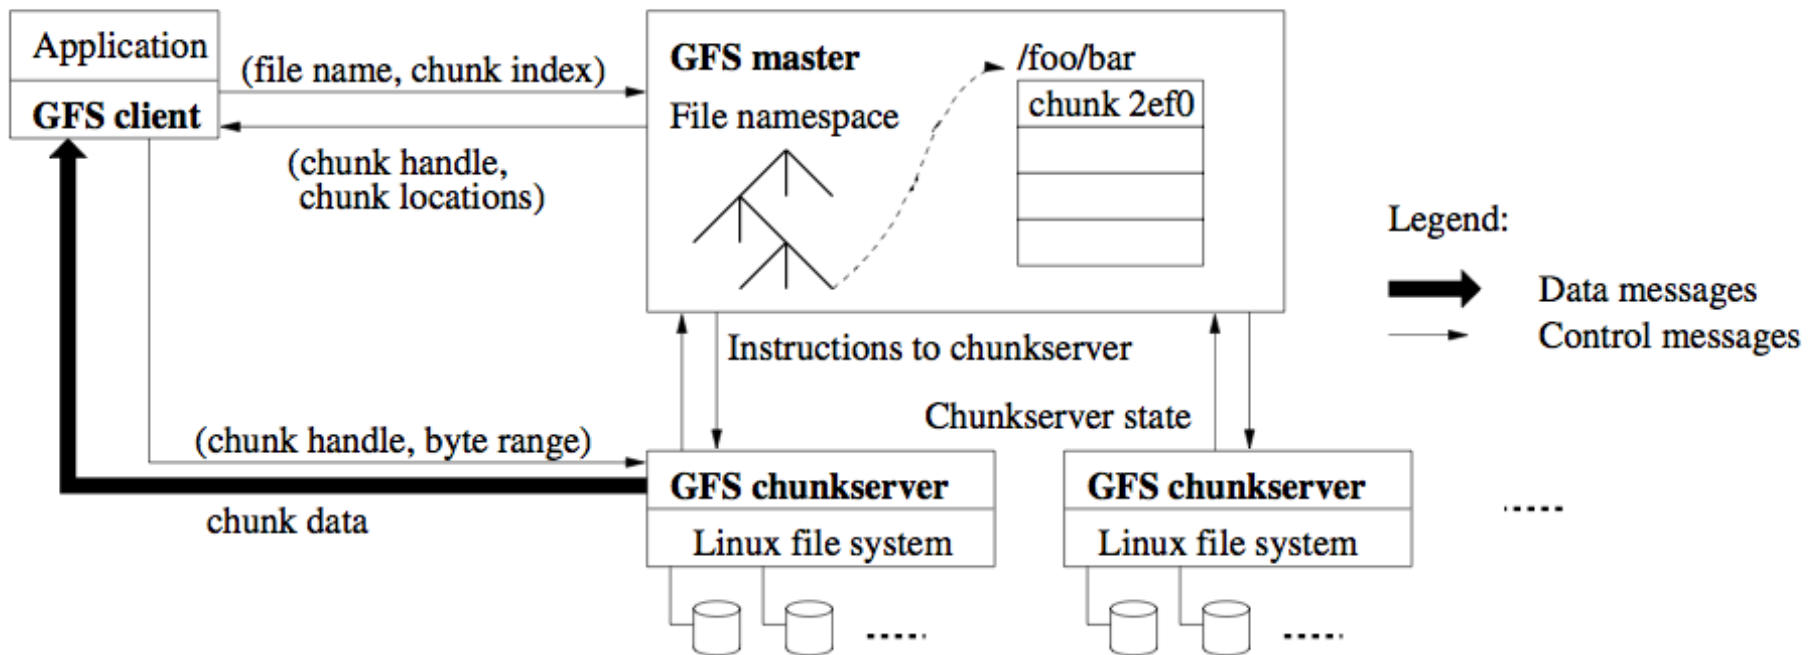 Application
GFS client
(file name, chunk index)
(chunk handle,
chunk locations)
GFS master
File namespace
/foo/bar
chunk 2ef0
Legend:
Data messages
Control messages
Instructions to chunkserver
Chunkserver state
(chunk handle, byte range)
chunk data
GFS chunkserver
Linux file system
GFS chunkserver
Linux file system